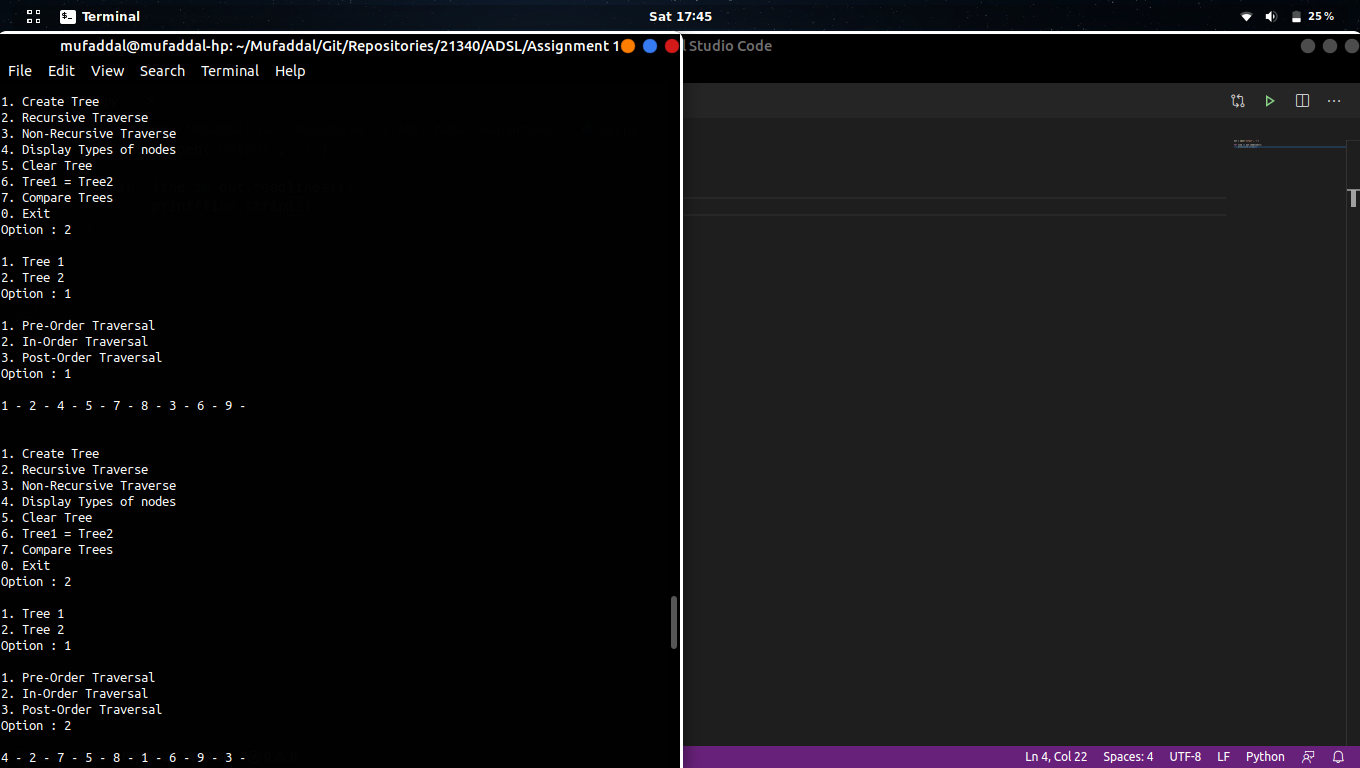 Terminal
Sat 17:45
25 %
mufaddal@mufaddal-hp: ~/Mufaddal/Git/Repositories/21340/ADSL/Assignment 1
Studio Code
File Edit View Search Terminal Help
1. Create Tree
2. Recursive Traverse
3. Non-Recursive Traverse
4. Display Types of nodes
5. Clear Tree
6. Tree1 = Tree2
7. Compare Trees
0. Exit
Option : 2
1. Tree 1
2. Tree 2
Option : 1
1. Pre-Order Traversal
2. In-Order Traversal
3. Post-Order Traversal
Option : 1
1 - 2 - 4 - 5 - 7 - 8 - 3 - 6 - 9 -
1. Create Tree
2. Recursive Traverse
3. Non-Recursive Traverse
4. Display Types of nodes
5. Clear Tree
6. Tree1 = Tree2
7. Compare Trees
0. Exit
Option : 2
1. Tree 1
2. Tree 2
Option : 1
1. Pre-Order Traversal
2. In-Order Traversal
3. Post-Order Traversal
Option : 2
4 - 2 - 7 - 5 - 8 - 1 - 6 - 9 - 3 -
Ln 4, Col 22 Spaces: 4 UTF-8 LF Python